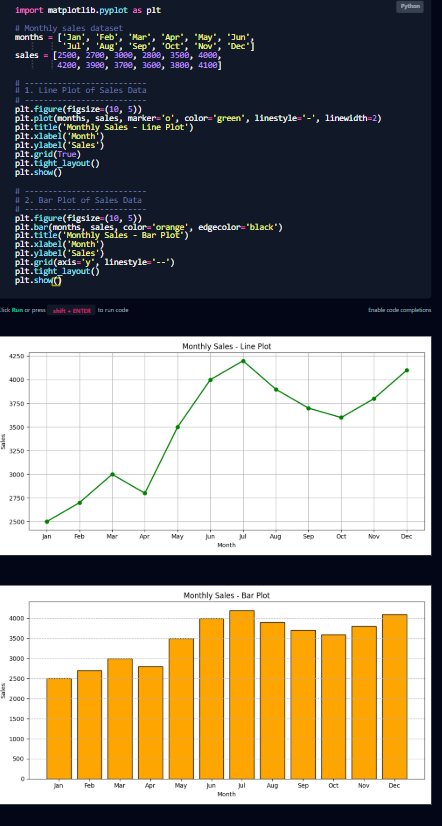 Python
import matplotlib.pyplot as plt
# Monthly sales dataset
months = ['Jan', 'Feb', 'Mar', 'Apr', 'May', 'Jun',
'Jul', 'Aug', 'Sep', 'Oct', 'Nov', 'Dec']
sales = [2500, 2700, 3000, 2800, 3500, 4000,
4200, 3900, 3700, 3600, 3800, 4100]
# --------------------------
# 1. Line Plot of Sales Data
# --------------------------
plt.figure(figsize=(10, 5))
plt.plot(months, sales, marker='o', color='green', linestyle='-', linewidth=2)
plt.title('Monthly Sales - Line Plot')
plt.xlabel('Month')
plt.ylabel('Sales')
plt.grid(True)
plt.tight_layout()
plt.show()
# --------------------------
# 2. Bar Plot of Sales Data
# --------------------------
plt.figure(figsize=(10, 5))
plt.bar(months, sales, color='orange', edgecolor='black')
plt.title('Monthly Sales - Bar Plot')
plt.xlabel('Month')
plt.ylabel('Sales')
plt.grid(axis='y', linestyle='--')
plt.tight_layout()
plt.show()
Click Run or press shift + ENTER to run code
Enable code completions
Monthly Sales - Line Plot
4250
4000
3750
3500
3250
3000
2750
2500
Sales
Jan Feb Mar Apr May Jun Jul Aug Sep Oct Nov Dec
Month
Monthly Sales - Bar Plot
4000
3500
3000
2500
2000
1500
1000
500
0
Sales
Jan Feb Mar Apr May Jun Jul Aug Sep Oct Nov Dec
Month